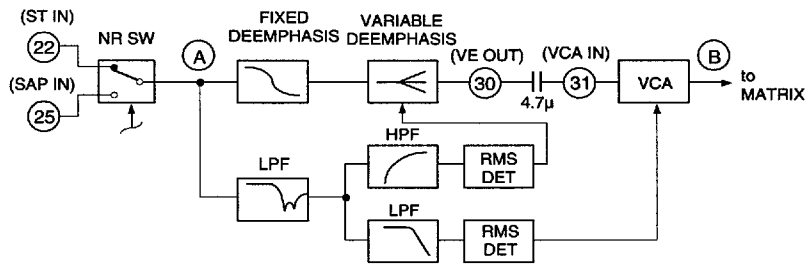 (ST IN)
22
NR SW
(SAP IN)
25
A
FIXED
DEEMPHASIS
VARIABLE
DEEMPHASIS
(VE OUT)
30
4.7μ
(VCA IN)
31
VCA
B
to
MATRIX
LPF
HPF
RMS
DET
LPF
RMS
DET